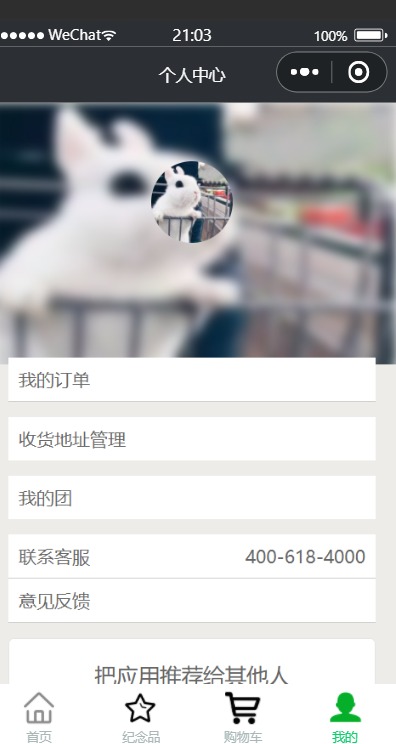 WeChat 21:03 100%
个人中心
我的订单
收货地址管理
我的团
联系客服 400-618-4000
意见反馈
把应用推荐给其他人
首页 纪念品 购物车 我的